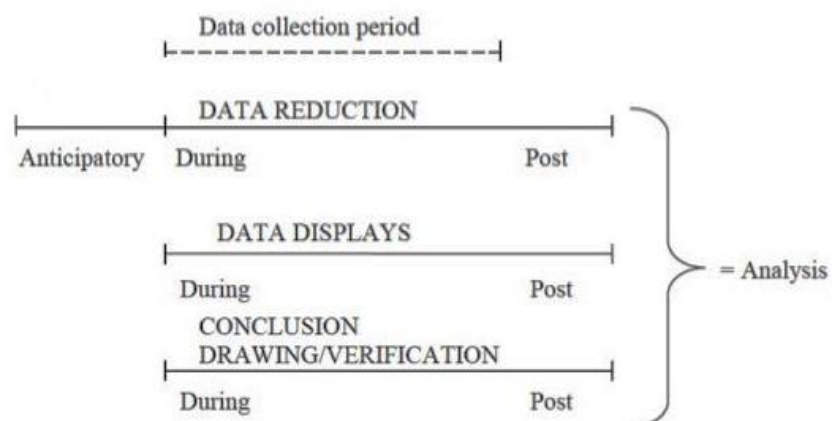 Data collection period
DATA REDUCTION
Anticipatory During Post
DATA DISPLAYS
= Analysis
During Post
CONCLUSION
DRAWING/VERIFICATION
During Post